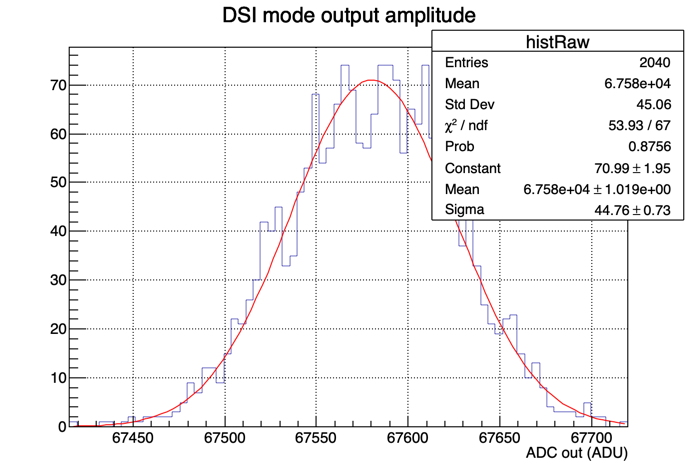 DSI mode output amplitude
histRaw
Entries 2040
Mean 6.758e+04
Std Dev 45.06
χ² / ndf 53.93 / 67
Prob 0.8756
Constant 70.99 ± 1.95
Mean 6.758e+04 ± 1.019e+00
Sigma 44.76 ± 0.73
70
60
50
40
30
20
10
0
67450 67500 67550 67600 67650 67700
ADC out (ADU)